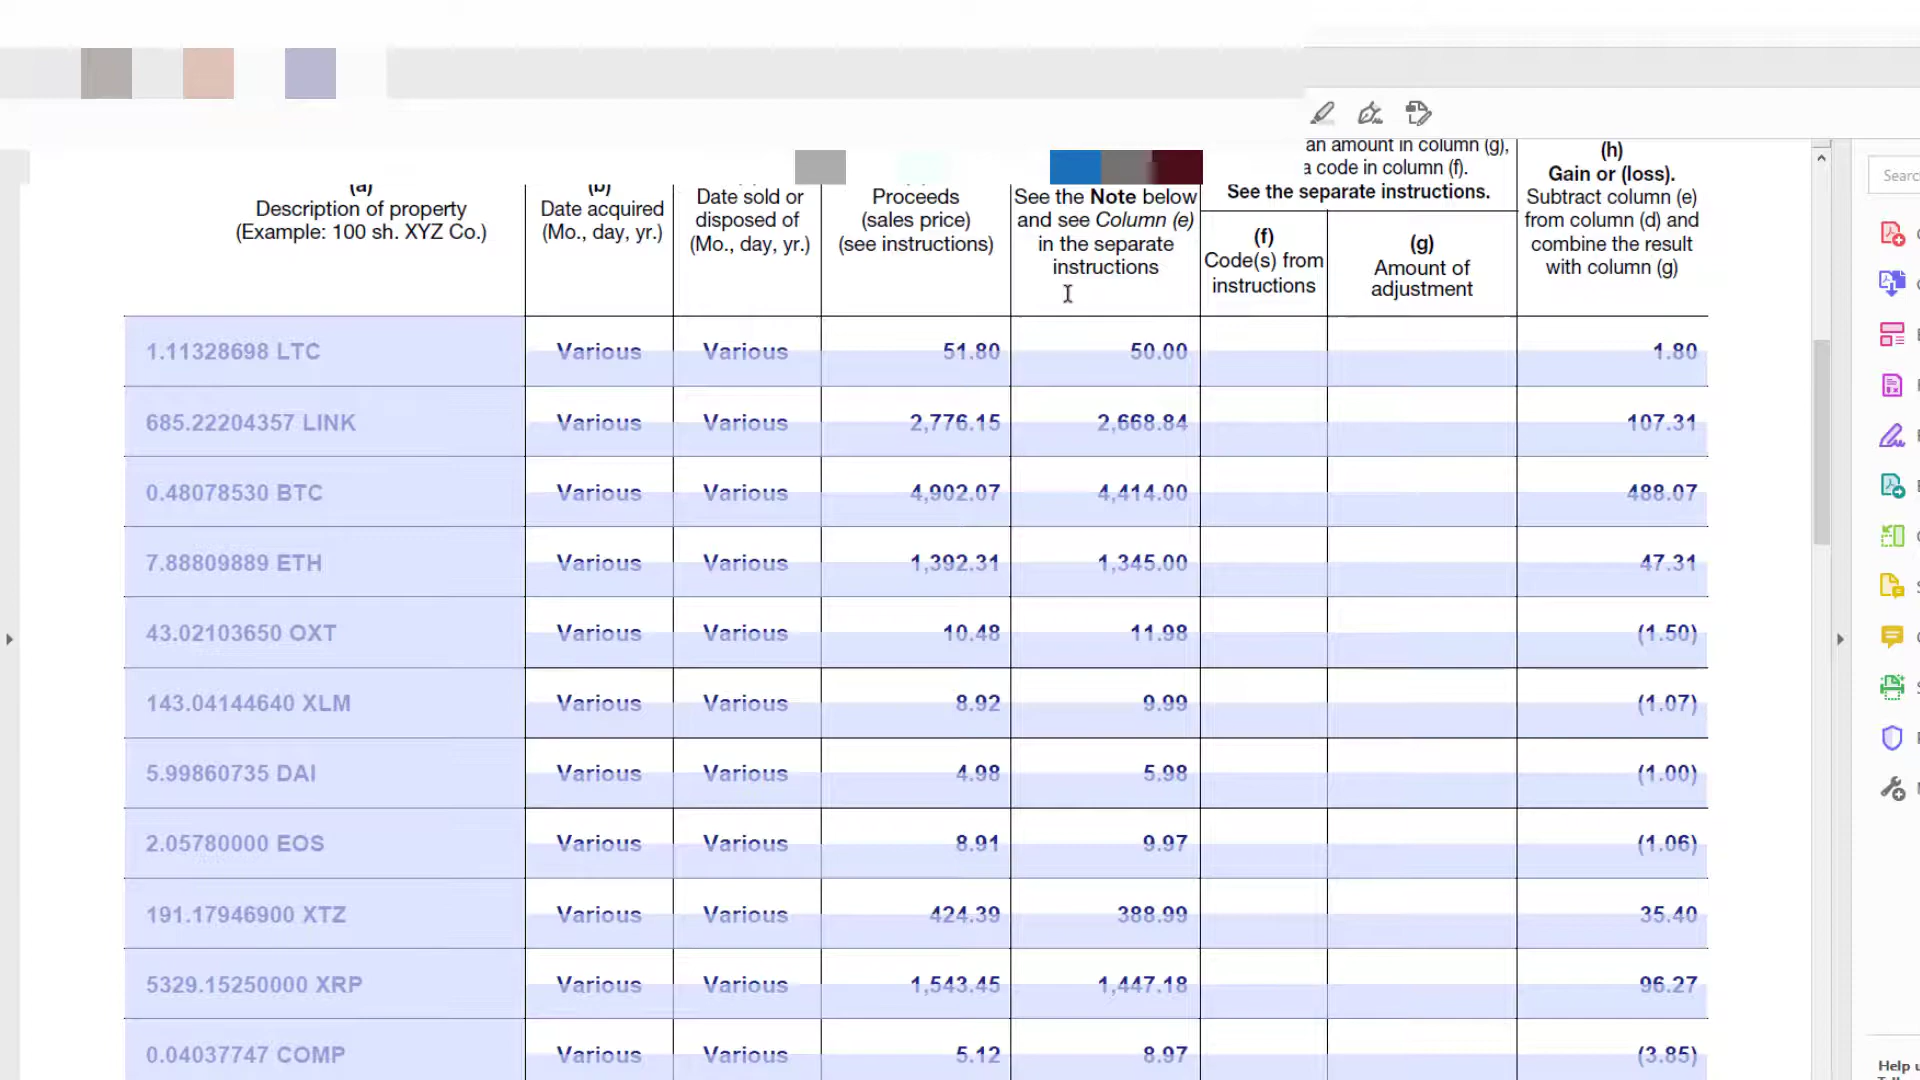 an amount in column (g),
a code in column (f).
See the separate instructions.
(h)
Gain or (loss).
Subtract column (e)
from column (d) and
combine the result
with column (g)
(a)
Description of property
(Example: 100 sh. XYZ Co.)
(b)
Date acquired
(Mo., day, yr.)
Date sold or
disposed of
(Mo., day, yr.)
Proceeds
(sales price)
(see instructions)
See the Note below
and see Column (e)
in the separate
instructions
(f)
Code(s) from
instructions
(g)
Amount of
adjustment
1.11328698 LTC Various Various 51.80 50.00 1.80
685.22204357 LINK Various Various 2,776.15 2,668.84 107.31
0.48078530 BTC Various Various 4,902.07 4,414.00 488.07
7.88809889 ETH Various Various 1,392.31 1,345.00 47.31
43.02103650 OXT Various Various 10.48 11.98 (1.50)
143.04144640 XLM Various Various 8.92 9.99 (1.07)
5.99860735 DAI Various Various 4.98 5.98 (1.00)
2.05780000 EOS Various Various 8.91 9.97 (1.06)
191.17946900 XTZ Various Various 424.39 388.99 35.40
5329.15250000 XRP Various Various 1,543.45 1,447.18 96.27
0.04037747 COMP Various Various 5.12 8.97 (3.85)
Searc
Help